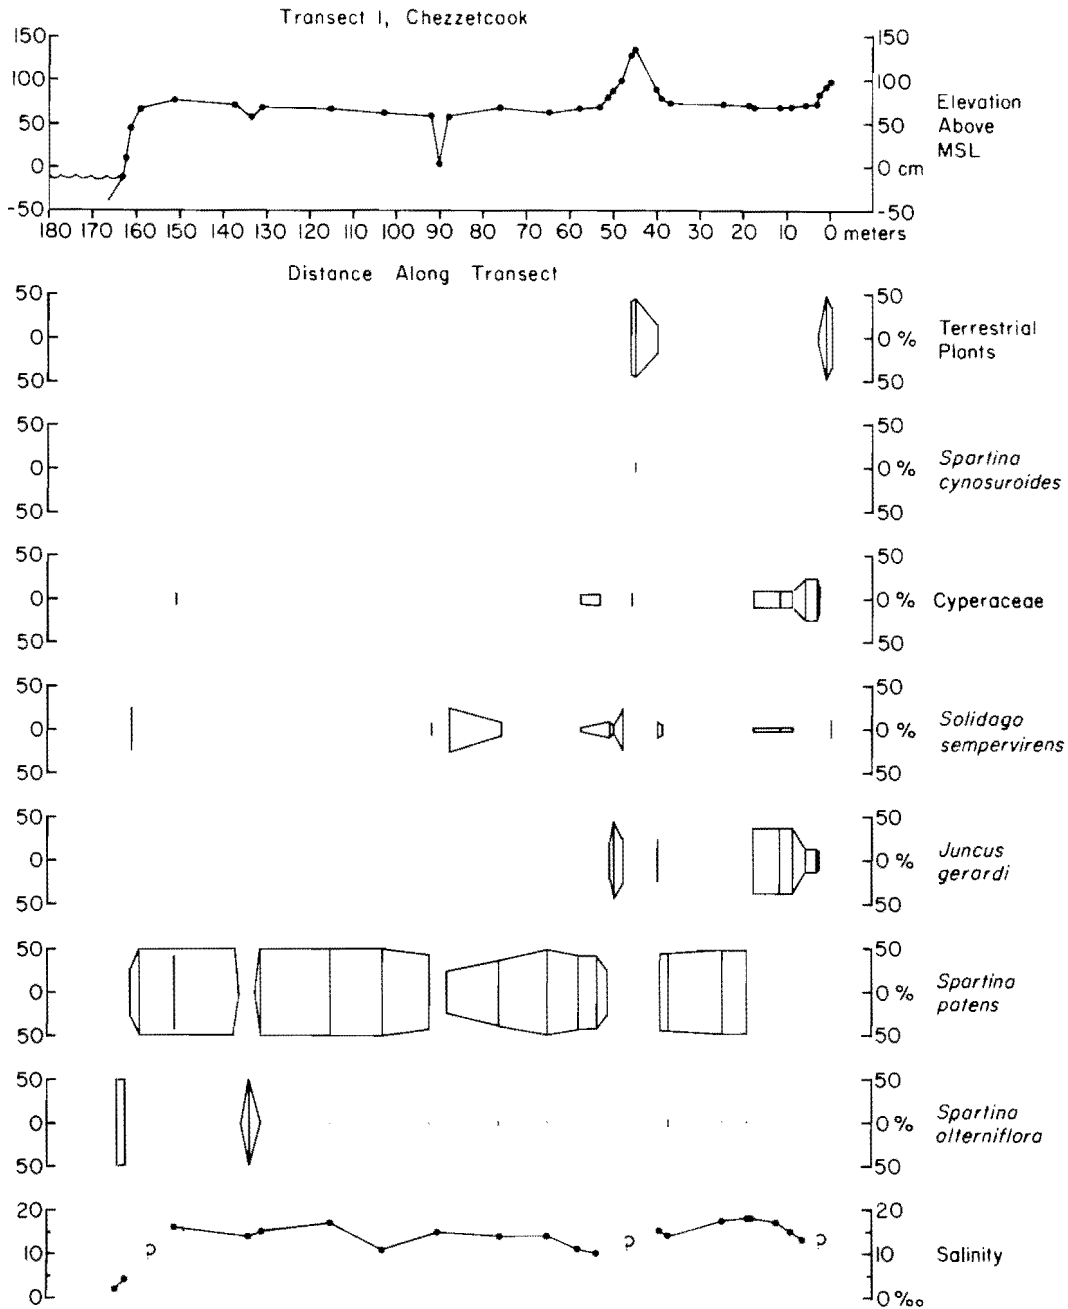 Transect I, Chezzetcook
150 150
100 100
50 50
0 0 cm
-50 -50
Elevation
Above
MSL
180 170 160 150 140 130 120 110 100 90 80 70 60 50 40 30 20 10 0 meters
Distance Along Transect
50 50
0 0 %
50 50
Terrestrial
Plants
50 50
0 0 %
50 50
Spartina
cynosuroides
50 50
0 0 %
50 50
Cyperaceae
50 50
0 0 %
50 50
Solidago
sempervirens
50 50
0 0 %
50 50
Juncus
gerardi
50 50
0 0 %
50 50
Spartina
patens
50 50
0 0 %
50 50
Spartina
alterniflora
20 20
10 10
0 0 ‰
? ? ?
Salinity